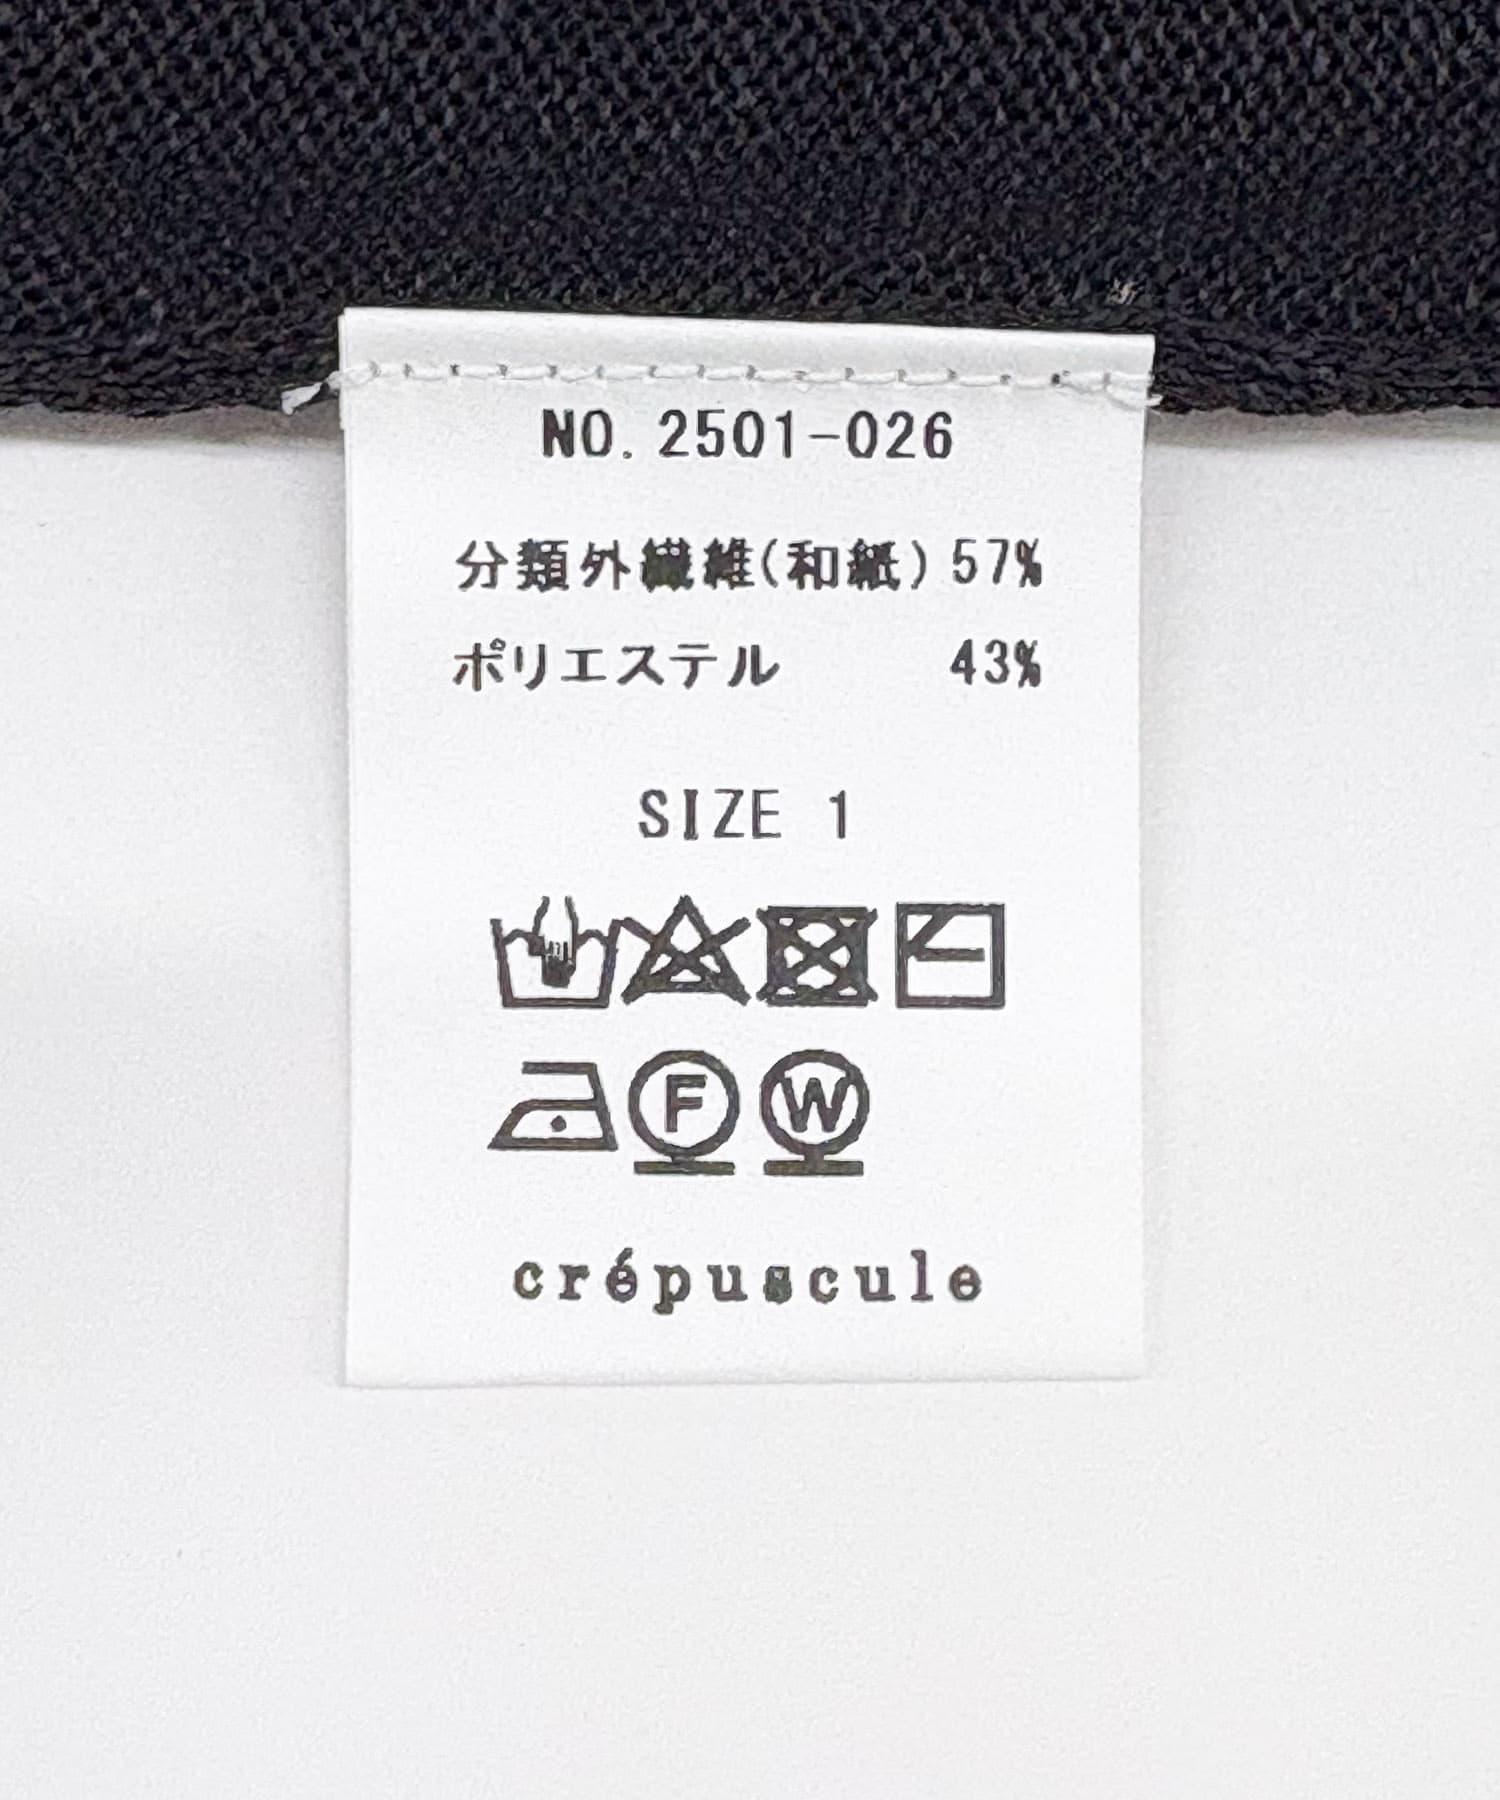 NO. 2501-026
分類外繊維(和紙) 57%
ポリエステル 43%
SIZE 1
F W
crépuscule